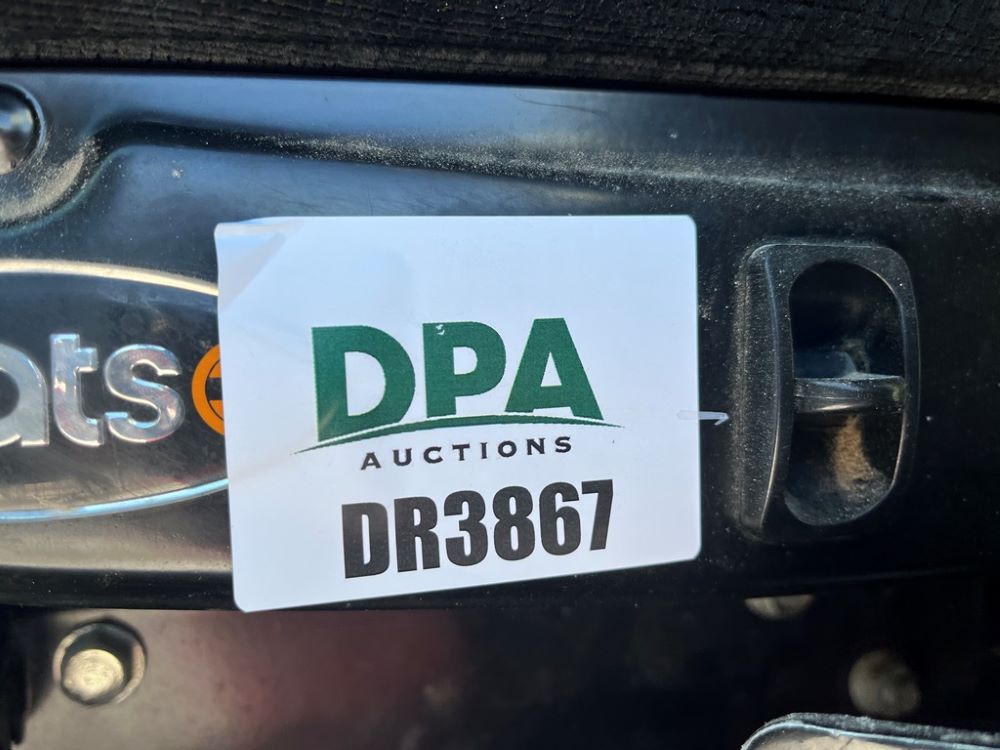 ats
DPA
AUCTIONS
DR3867